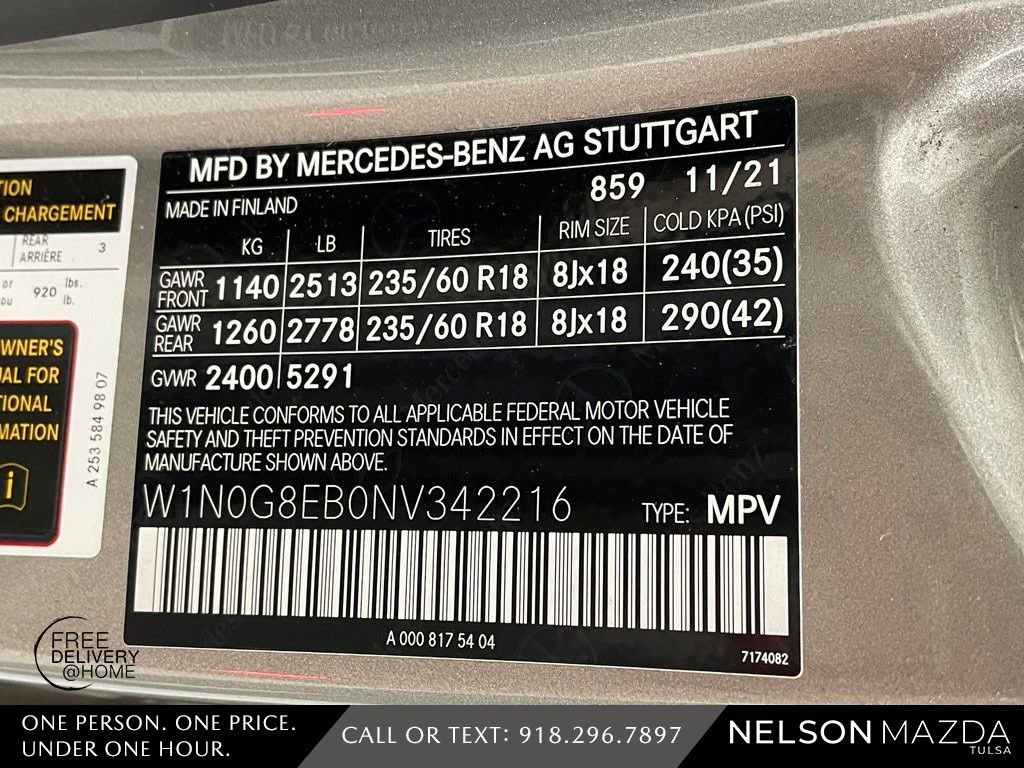 MFD BY MERCEDES-BENZ AG STUTTGART
MADE IN FINLAND 859 11/21
KG LB TIRES RIM SIZE COLD KPA (PSI)
GAWR FRONT 1140 2513 235/60 R18 8Jx18 240(35)
GAWR REAR 1260 2778 235/60 R18 8Jx18 290(42)
GVWR 2400 5291
THIS VEHICLE CONFORMS TO ALL APPLICABLE FEDERAL MOTOR VEHICLE
SAFETY AND THEFT PREVENTION STANDARDS IN EFFECT ON THE DATE OF
MANUFACTURE SHOWN ABOVE.
W1N0G8EB0NV342216 TYPE: MPV
A 000 817 54 04
7174082
TION
CHARGEMENT
REAR
ARRIÈRE 3
or 920 lbs.
ou lb.
OWNER'S
UAL FOR
TIONAL
MATION
i
A 253 584 98 07
FREE
DELIVERY
@HOME
ONE PERSON. ONE PRICE.
UNDER ONE HOUR.
CALL OR TEXT: 918.296.7897
NELSON MAZDA
TULSA